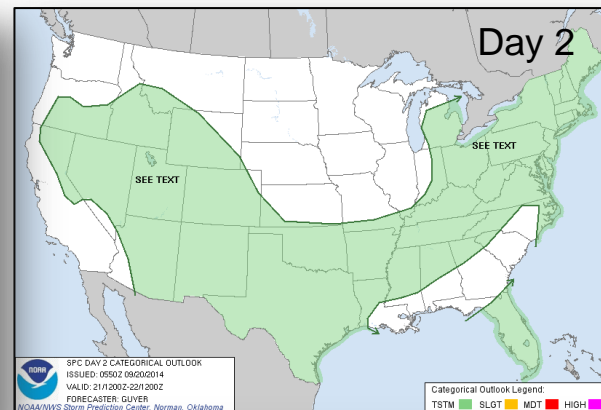 Day 2
SEE TEXT
SEE TEXT
NOAA
SPC DAY 2 CATEGORICAL OUTLOOK
ISSUED: 0550Z 09/20/2014
VALID: 21/1200Z-22/1200Z
FORECASTER: GUYER
NOAA/NWS Storm Prediction Center, Norman, Oklahoma
Categorical Outlook Legend:
TSTM SLGT MDT HIGH